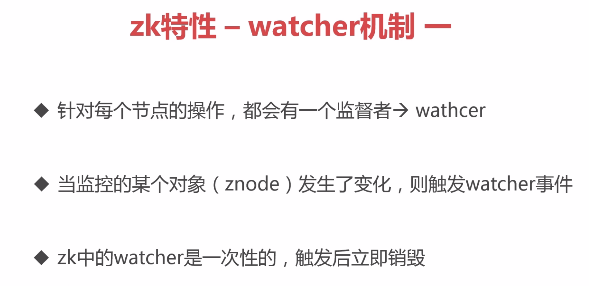 zk特性 – watcher机制 一
◆ 针对每个节点的操作，都会有一个监督者→ wathcer
◆ 当监控的某个对象（znode）发生了变化，则触发watcher事件
◆ zk中的watcher是一次性的，触发后立即销毁